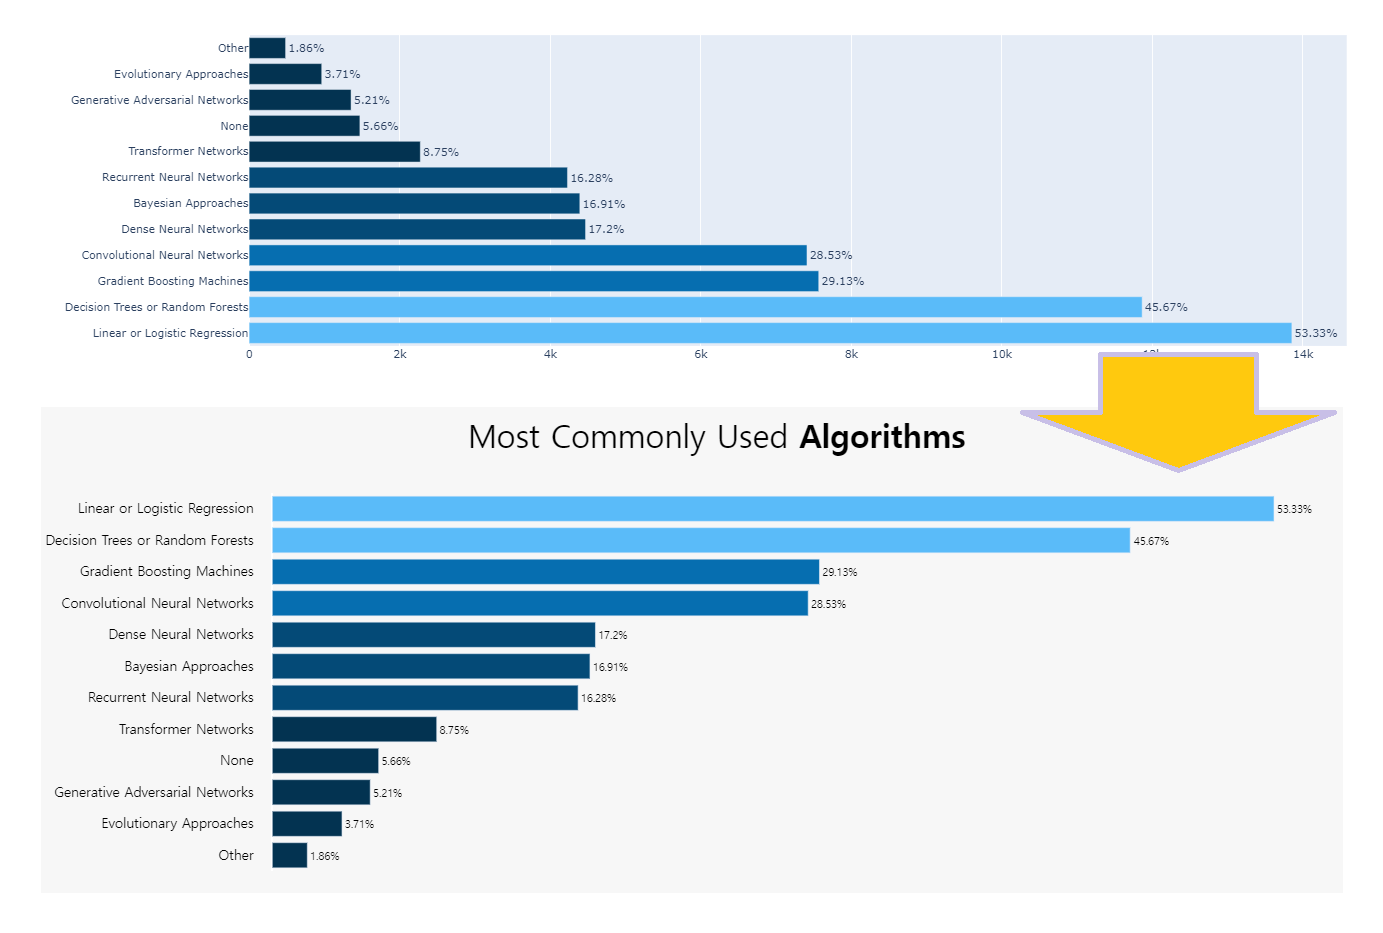 Other 1.86%
Evolutionary Approaches 3.71%
Generative Adversarial Networks 5.21%
None 5.66%
Transformer Networks 8.75%
Recurrent Neural Networks 16.28%
Bayesian Approaches 16.91%
Dense Neural Networks 17.2%
Convolutional Neural Networks 28.53%
Gradient Boosting Machines 29.13%
Decision Trees or Random Forests 45.67%
Linear or Logistic Regression 53.33%
0 2k 4k 6k 8k 10k 14k
Most Commonly Used Algorithms
Linear or Logistic Regression 53.33%
Decision Trees or Random Forests 45.67%
Gradient Boosting Machines 29.13%
Convolutional Neural Networks 28.53%
Dense Neural Networks 17.2%
Bayesian Approaches 16.91%
Recurrent Neural Networks 16.28%
Transformer Networks 8.75%
None 5.66%
Generative Adversarial Networks 5.21%
Evolutionary Approaches 3.71%
Other 1.86%